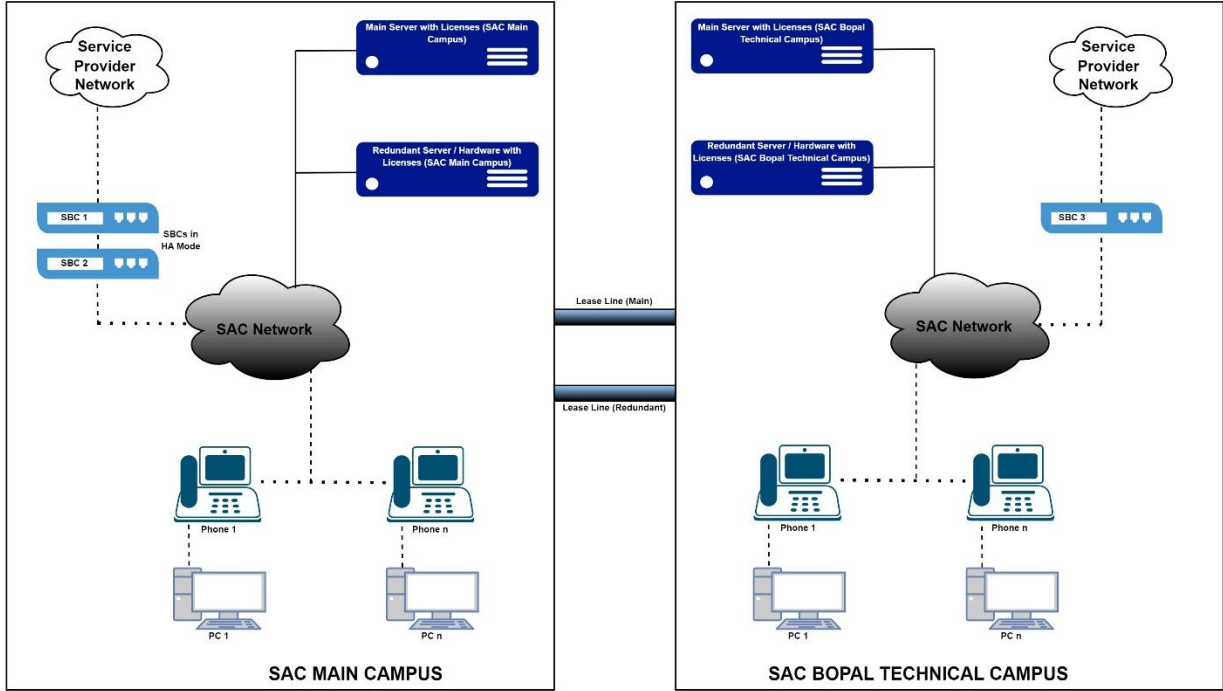 Service
Provider
Network
Main Server with Licenses (SAC Main
Campus)
Redundant Server / Hardware with
Licenses (SAC Main Campus)
SBC 1
SBC 2
SBCs in
HA Mode
SAC Network
Phone 1
Phone n
PC 1
PC n
SAC MAIN CAMPUS
Lease Line (Main)
Lease Line (Redundant)
Main Server with Licenses (SAC Bopal
Technical Campus)
Redundant Server / Hardware with
Licenses (SAC Bopal Technical Campus)
Service
Provider
Network
SBC 3
SAC Network
Phone 1
Phone n
PC 1
PC n
SAC BOPAL TECHNICAL CAMPUS